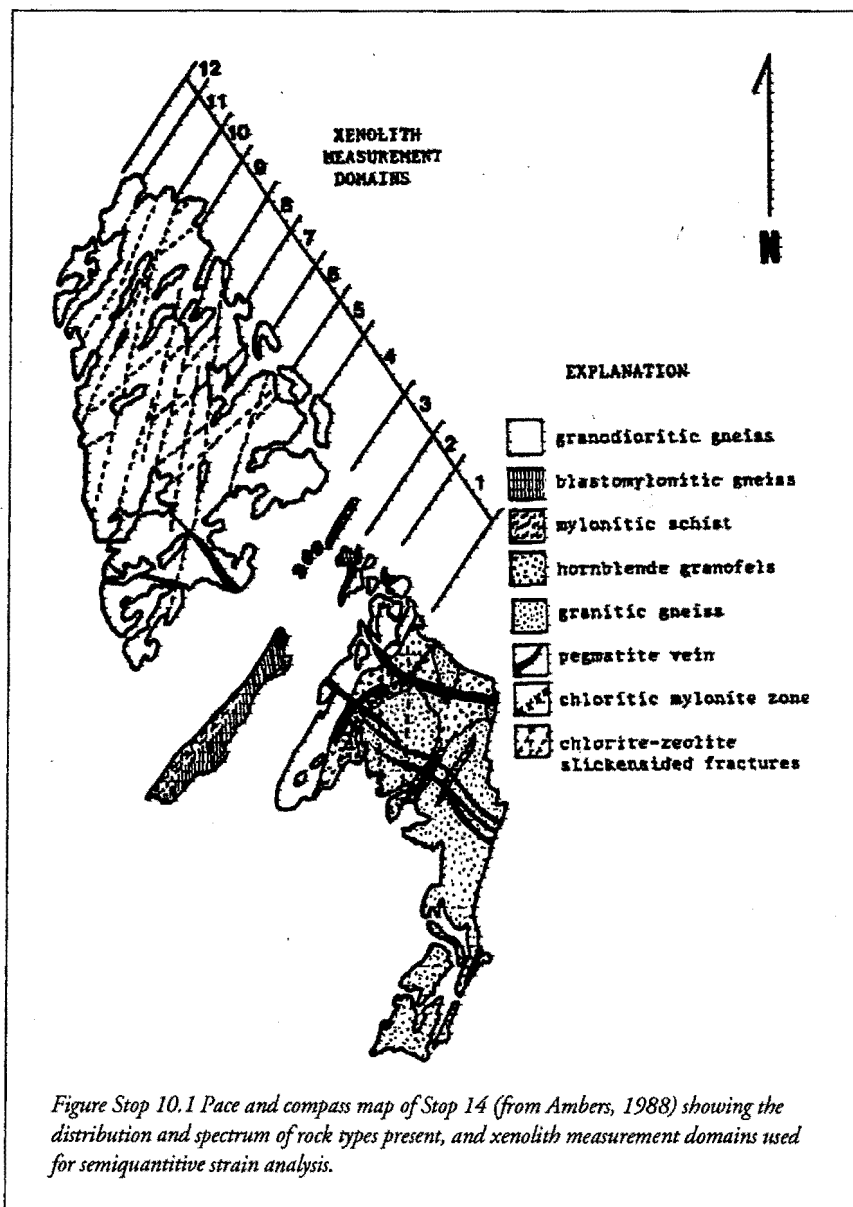 12
11
10
9
8
7
6
5
4
3
2
1
XENOLITH
MEASUREMENT
DOMAINS
N
EXPLANATION
granodioritic gneiss
blastomylonitic gneiss
mylonitic schist
hornblende granofels
granitic gneiss
pegmatite vein
chloritic mylonite zone
chlorite-zeolite
slickensided fractures
Figure Stop 10.1 Pace and compass map of Stop 14 (from Ambers, 1988) showing the
distribution and spectrum of rock types present, and xenolith measurement domains used
for semiquantitive strain analysis.